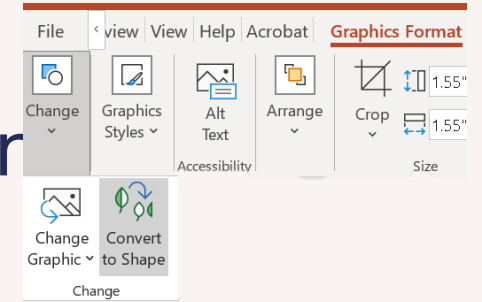 File view View Help Acrobat Graphics Format
Change Graphics Styles Alt Text Arrange Crop 1.55"
1.55"
Accessibility Size
Change Graphic Convert to Shape
Change